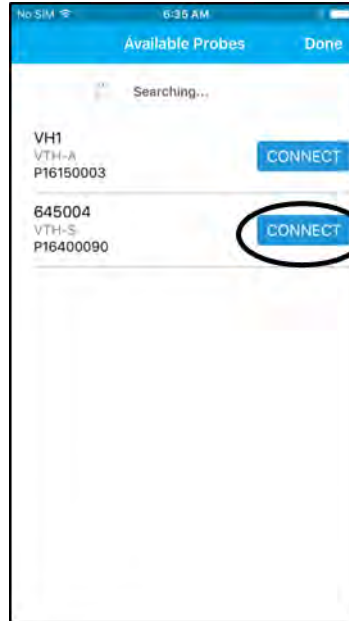 No SIM 6:35 AM
Available Probes Done
Searching...
VH1
VTH-A
P16150003
CONNECT
645004
VTH-S
P16400090
CONNECT